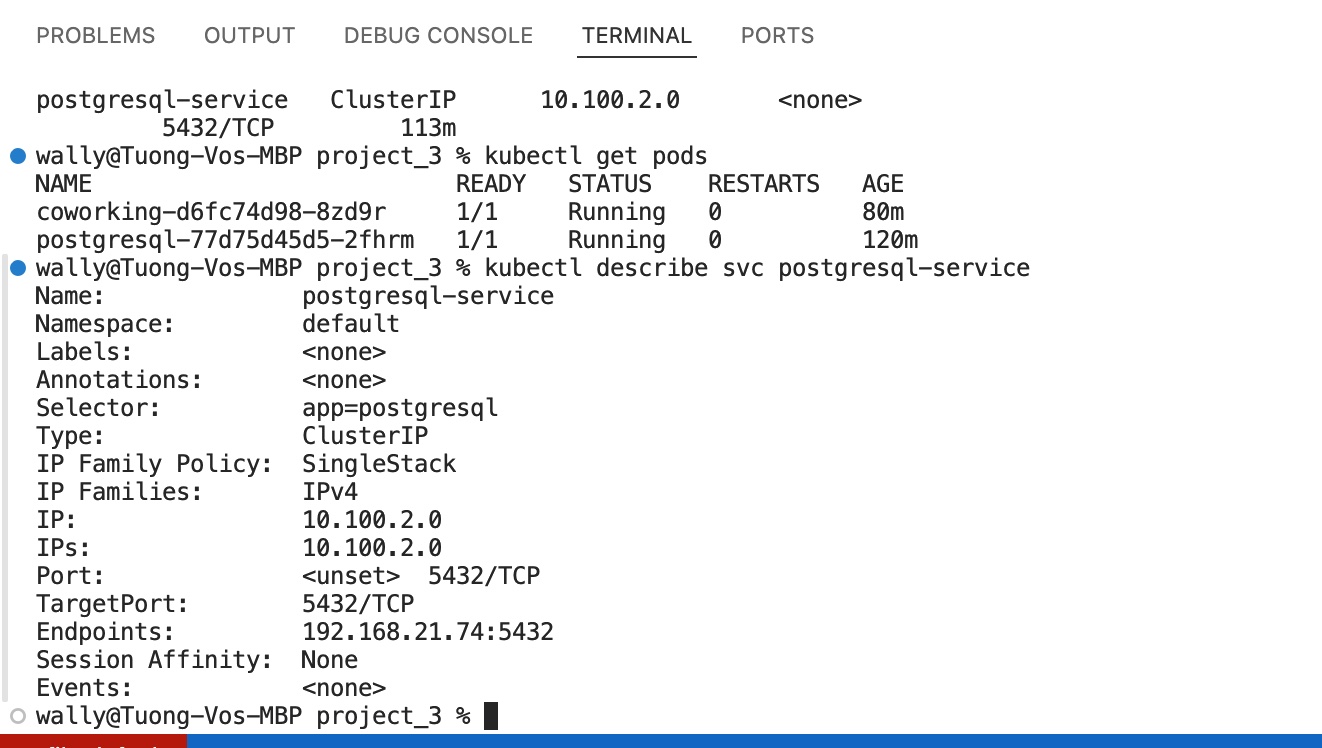 PROBLEMS OUTPUT DEBUG CONSOLE TERMINAL PORTS
postgresql-service   ClusterIP      10.100.2.0       <none>
         5432/TCP         113m
wally@Tuong-Vos-MBP project_3 % kubectl get pods
NAME                          READY   STATUS    RESTARTS   AGE
coworking-d6fc74d98-8zd9r     1/1     Running   0          80m
postgresql-77d75d45d5-2fhrm   1/1     Running   0          120m
wally@Tuong-Vos-MBP project_3 % kubectl describe svc postgresql-service
Name:              postgresql-service
Namespace:         default
Labels:            <none>
Annotations:       <none>
Selector:          app=postgresql
Type:              ClusterIP
IP Family Policy:  SingleStack
IP Families:       IPv4
IP:                10.100.2.0
IPs:               10.100.2.0
Port:              <unset>  5432/TCP
TargetPort:        5432/TCP
Endpoints:         192.168.21.74:5432
Session Affinity:  None
Events:            <none>
wally@Tuong-Vos-MBP project_3 %